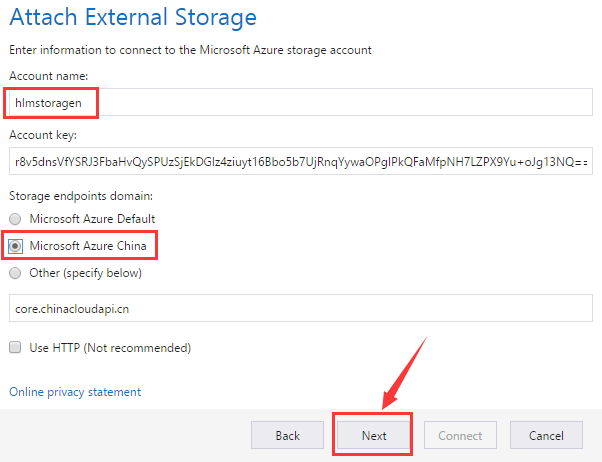 Attach External Storage
Enter information to connect to the Microsoft Azure storage account
Account name:
hlmstoragen
Account key:
r8v5dnsVfYSRJ3FbaHvQySPUzSjEkDGlz4ziuyt16Bbo5b7UjRnqYywaOPgIPkQFaMfpNH7LZPX9Yu+oJg13NQ==
Storage endpoints domain:
Microsoft Azure Default
Microsoft Azure China
Other (specify below)
core.chinacloudapi.cn
Use HTTP (Not recommended)
Online privacy statement
Back Next Connect Cancel